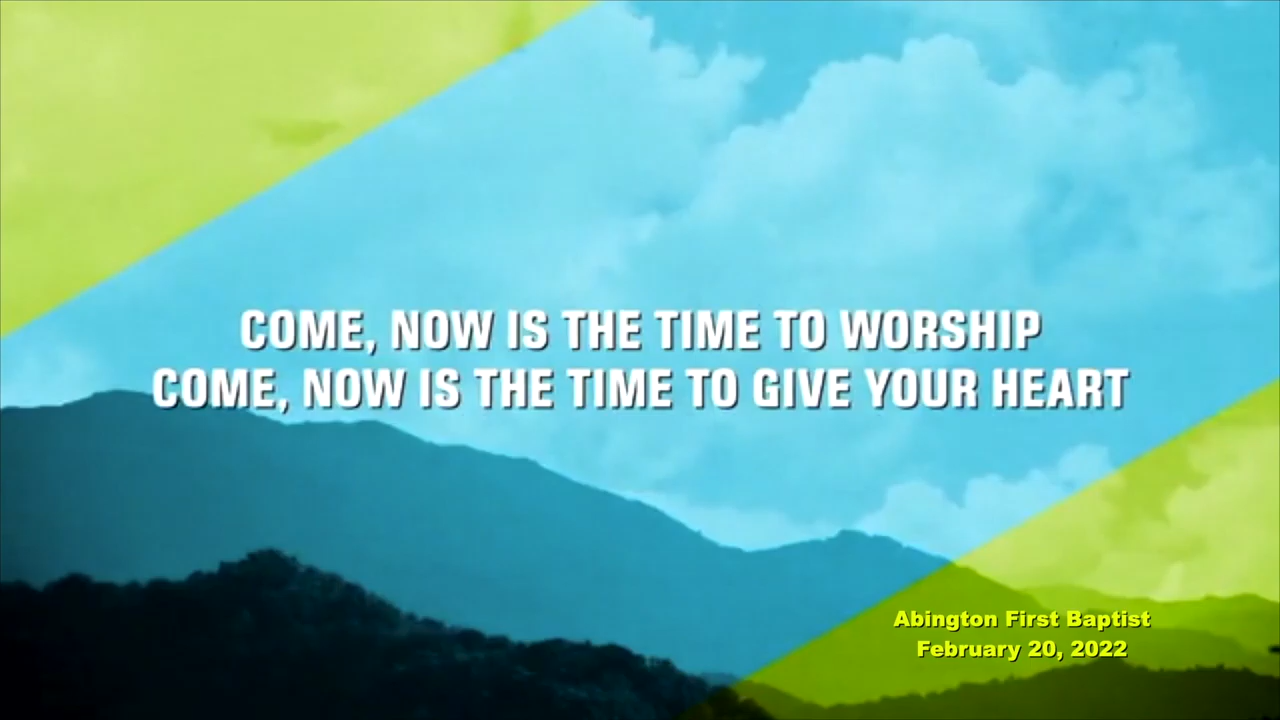 COME, NOW IS THE TIME TO WORSHIP
COME, NOW IS THE TIME TO GIVE YOUR HEART
Abington First Baptist
February 20, 2022